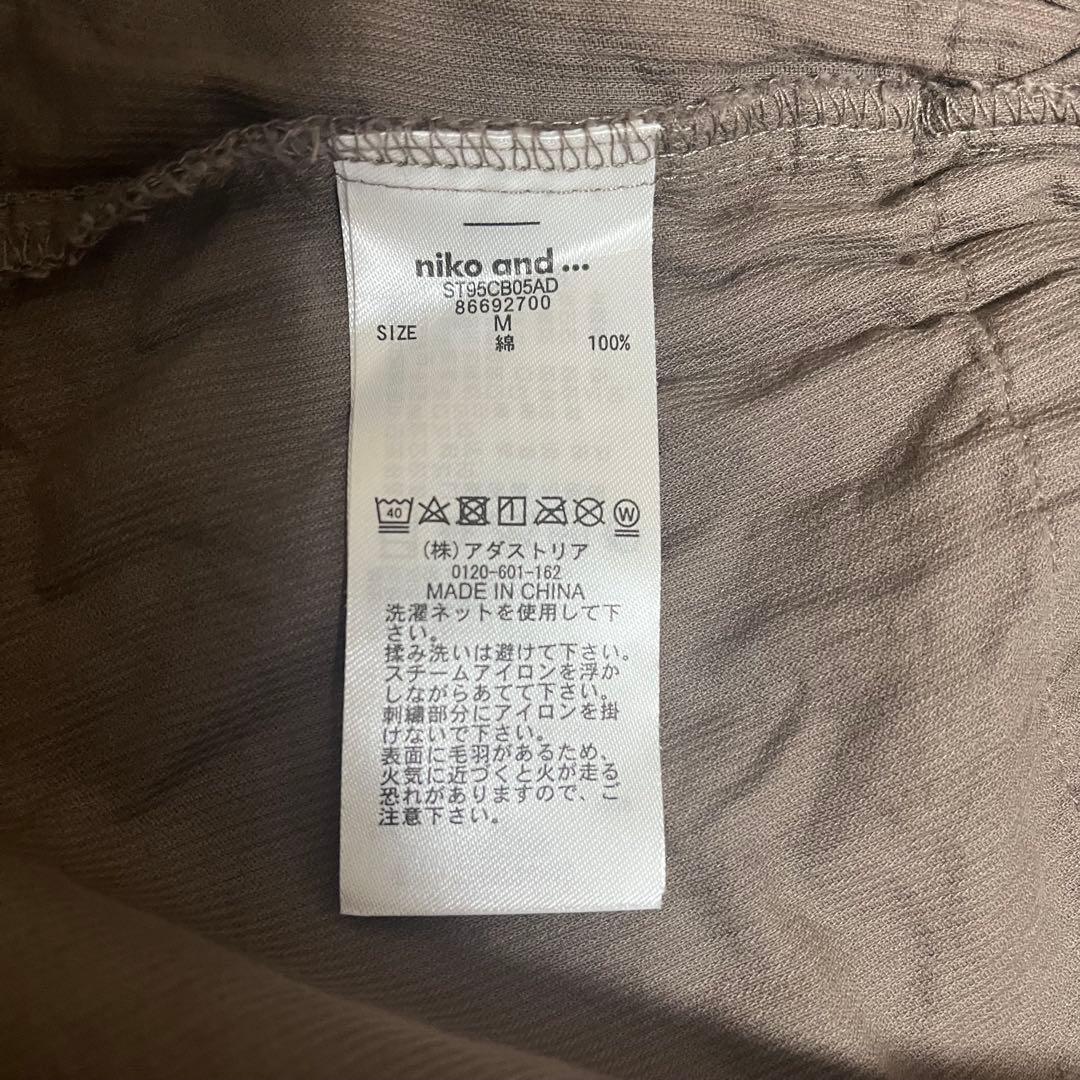 niko and ...
ST95CB05AD
86692700
SIZE M
綿 100%
40
W
(株)アダストリア
0120-601-162
MADE IN CHINA
洗濯ネットを使用して下
さい。
揉み洗いは避けて下さい。
スチームアイロンを浮か
しながらあてて下さい。
刺繍部分にアイロンを掛
けないで下さい。
表面に毛羽があるため、
火気に近づくと火が走る
恐れがありますので、ご
注意下さい。